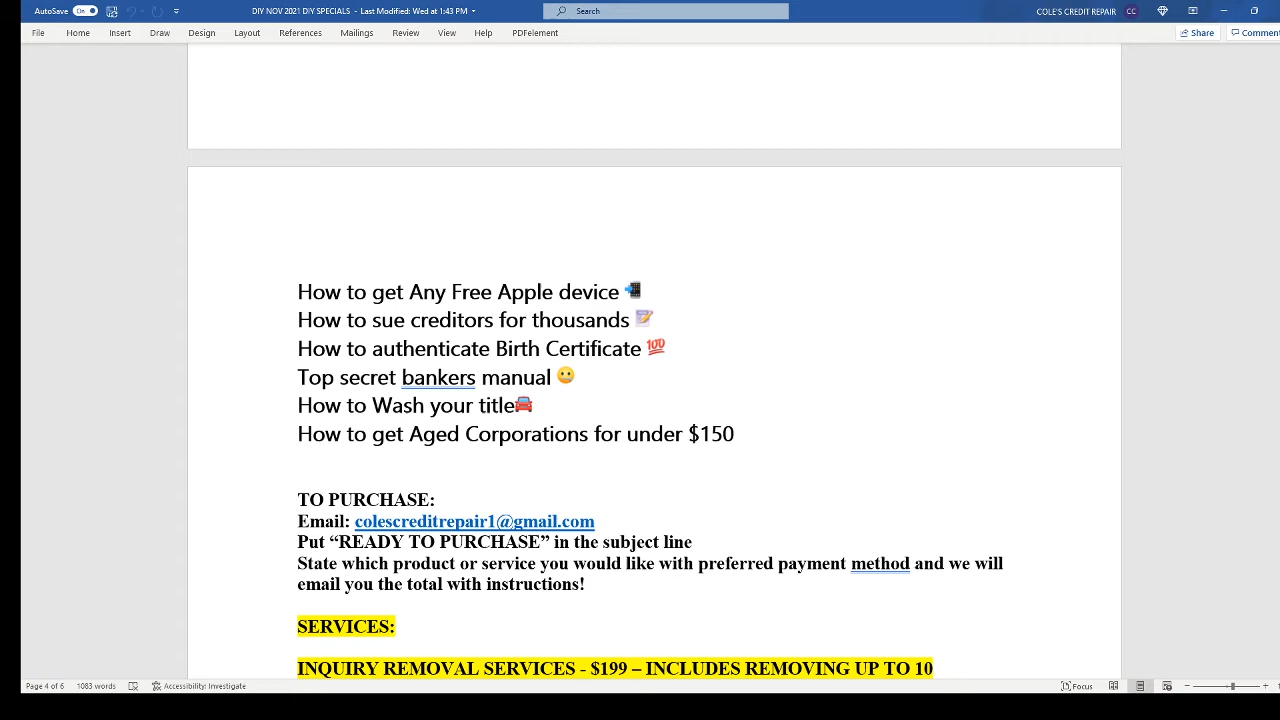 AutoSave On DIY NOV 2021 DIY SPECIALS - Last Modified: Wed at 1:43 PM Search COLE'S CREDIT REPAIR CC
File Home Insert Draw Design Layout References Mailings Review View Help PDFelement Share Comment
How to get Any Free Apple device 📲
How to sue creditors for thousands 📝
How to authenticate Birth Certificate 💯
Top secret bankers manual 🤐
How to Wash your title🚘
How to get Aged Corporations for under $150
TO PURCHASE:
Email: colescreditrepair1@gmail.com
Put “READY TO PURCHASE” in the subject line
State which product or service you would like with preferred payment method and we will
email you the total with instructions!
SERVICES:
INQUIRY REMOVAL SERVICES - $199 – INCLUDES REMOVING UP TO 10
Page 4 of 6 1083 words Accessibility: Investigate Focus